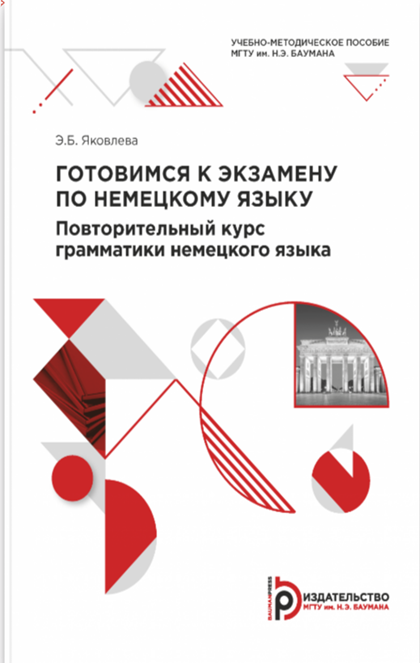 УЧЕБНО-МЕТОДИЧЕСКОЕ ПОСОБИЕ
МГТУ им. Н.Э. БАУМАНА
Э.Б. Яковлева
ГОТОВИМСЯ К ЭКЗАМЕНУ
ПО НЕМЕЦКОМУ ЯЗЫКУ
Повторительный курс
грамматики немецкого языка
BAUMANPRESS
ИЗДАТЕЛЬСТВО
МГТУ им. Н.Э. БАУМАНА